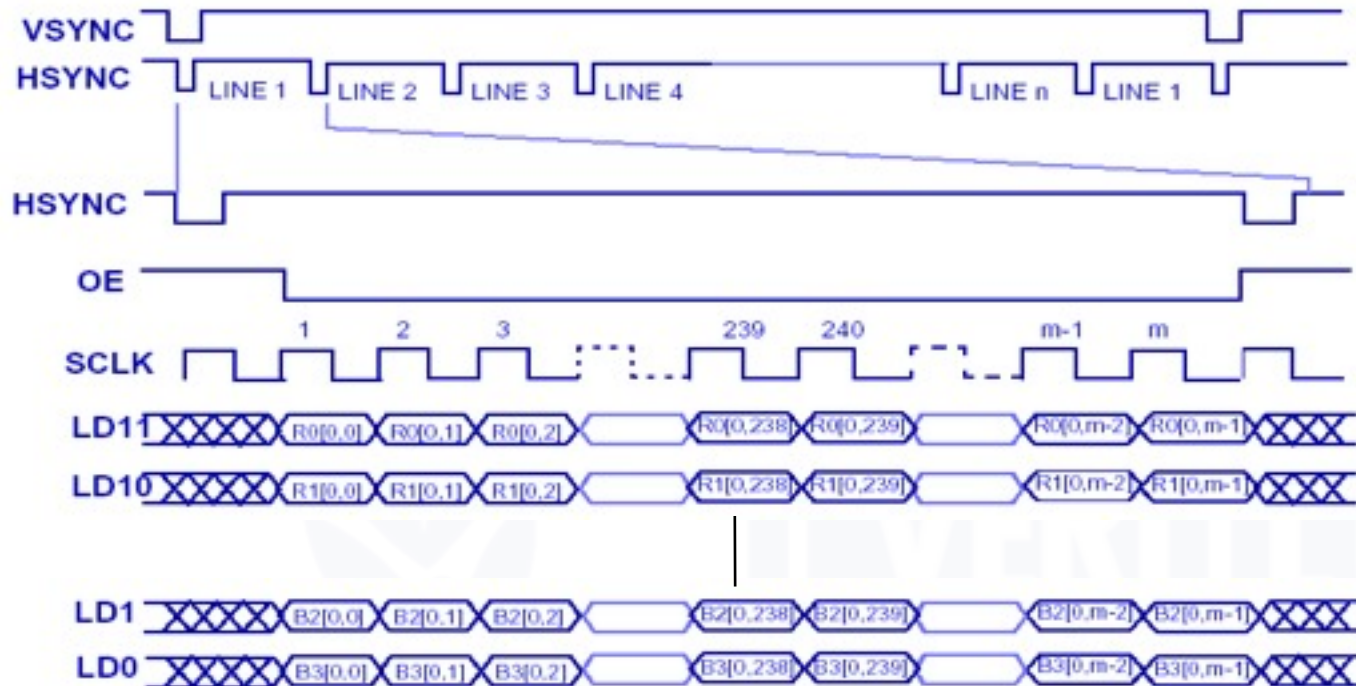 VSYNC
HSYNC
LINE 1 LINE 2 LINE 3 LINE 4 LINE n LINE 1
HSYNC
OE
1 2 3 239 240 m-1 m
SCLK
LD11 R0[0,0] R0[0,1] R0[0,2] R0[0,238] R0[0,239] R0[0,m-2] R0[0,m-1]
LD10 R1[0,0] R1[0,1] R1[0,2] R1[0,238] R1[0,239] R1[0,m-2] R1[0,m-1]
LD1 B2[0,0] B2[0,1] B2[0,2] B2[0,238] B2[0,239] B2[0,m-2] B2[0,m-1]
LD0 B3[0,0] B3[0,1] B3[0,2] B3[0,238] B3[0,239] B3[0,m-2] B3[0,m-1]